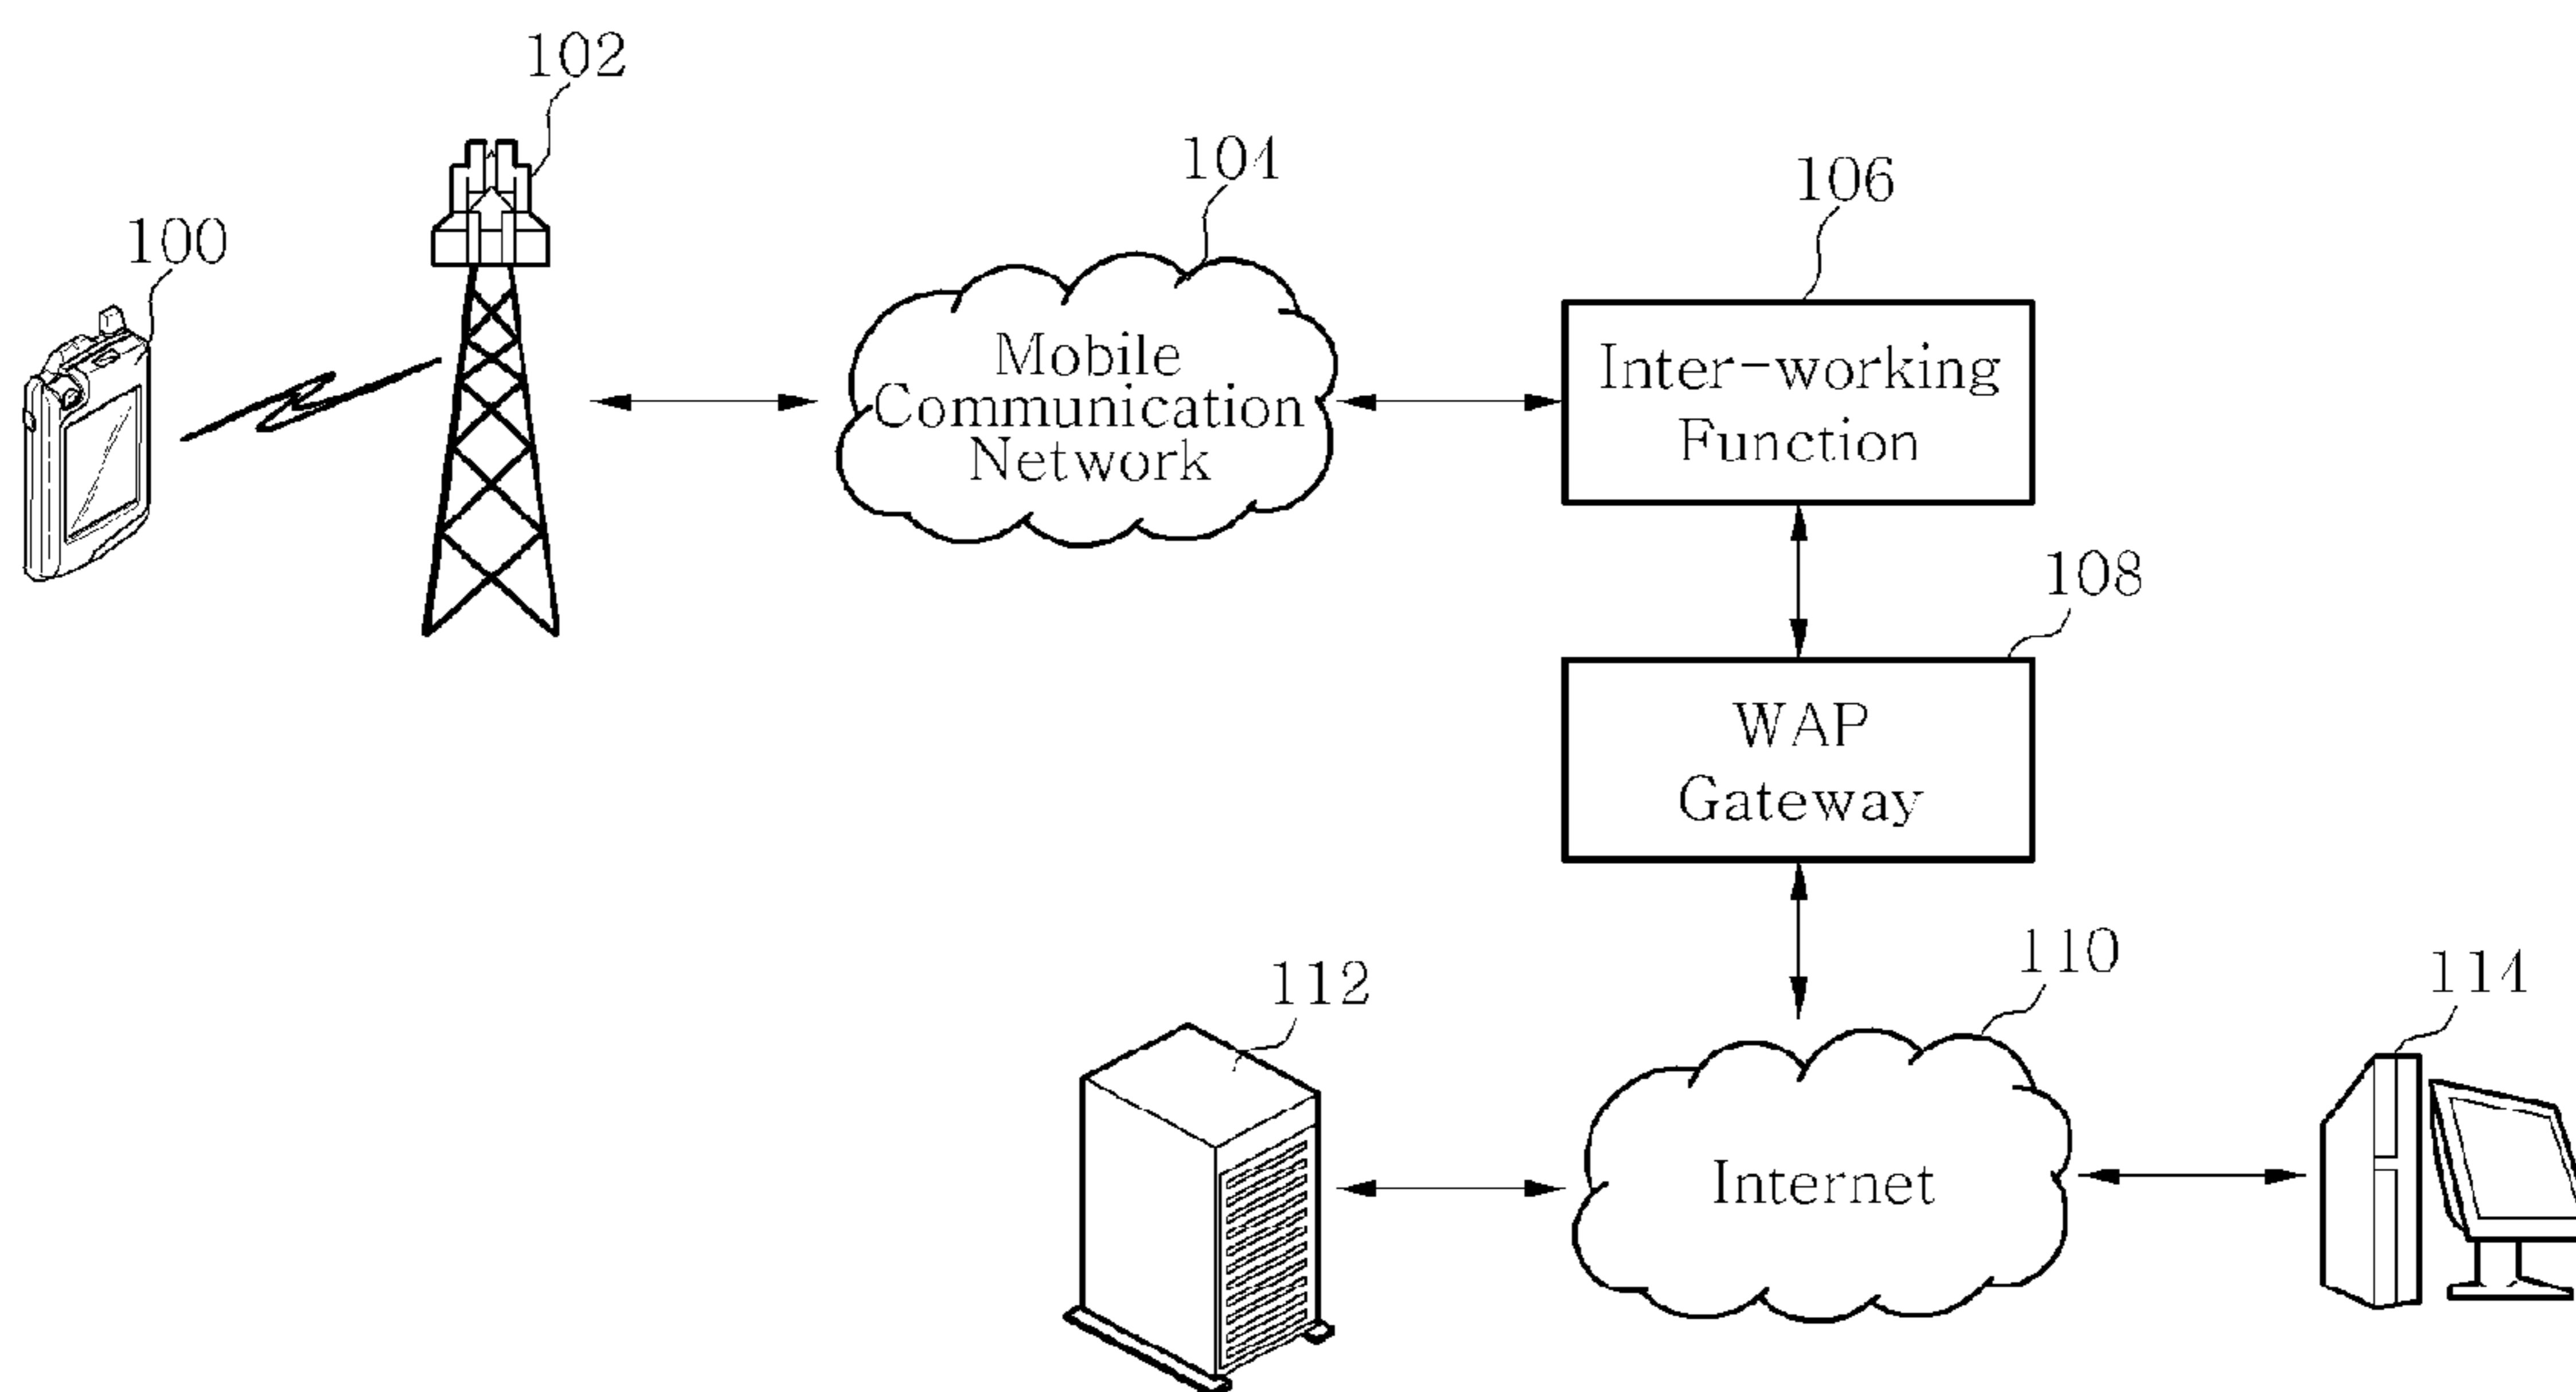 102
104
106
100
Mobile
Communication
Network
Inter-working
Function
108
WAP
Gateway
110
112
114
Internet